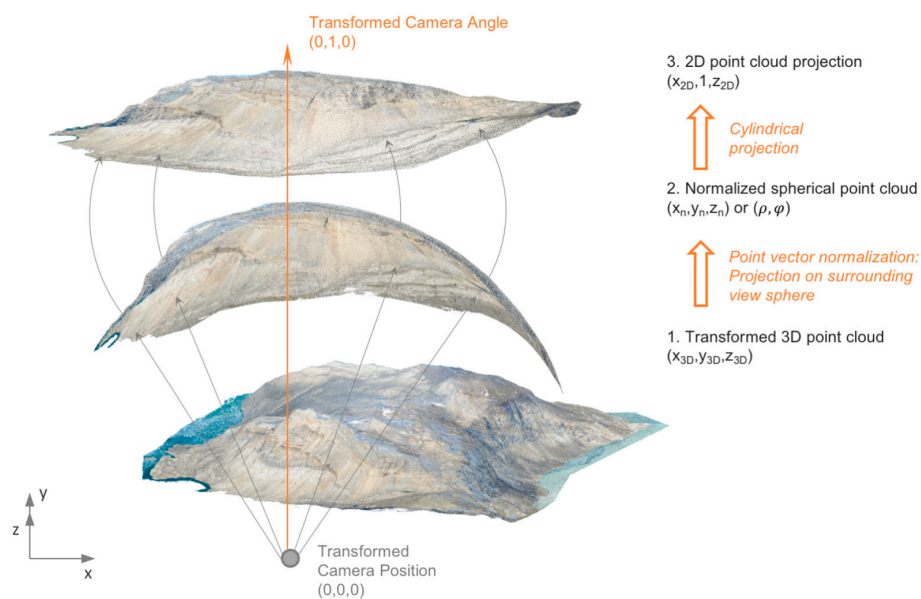 Transformed Camera Angle
(0,1,0)
3. 2D point cloud projection
(x2D,1,z2D)
Cylindrical
projection
2. Normalized spherical point cloud
(xn,yn,zn) or (ρ,φ)
Point vector normalization:
Projection on surrounding
view sphere
1. Transformed 3D point cloud
(x3D,y3D,z3D)
y
z
x
Transformed
Camera Position
(0,0,0)